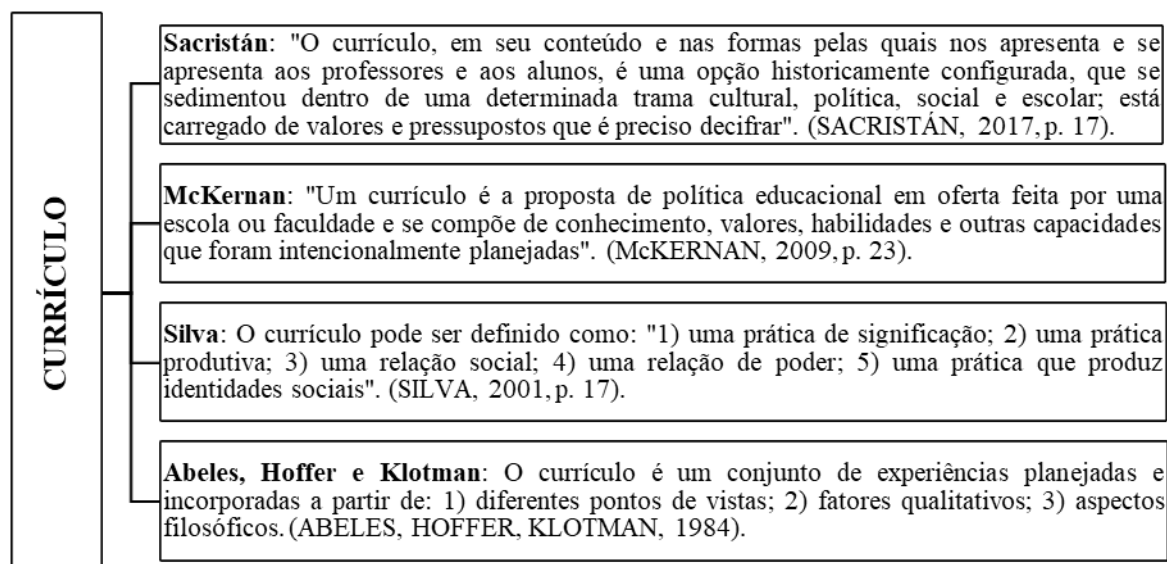 CURRÍCULO
Sacristán: "O currículo, em seu conteúdo e nas formas pelas quais nos apresenta e se
apresenta aos professores e aos alunos, é uma opção historicamente configurada, que se
sedimentou dentro de uma determinada trama cultural, política, social e escolar; está
carregado de valores e pressupostos que é preciso decifrar". (SACRISTÁN, 2017, p. 17).
McKernan: "Um currículo é a proposta de política educacional em oferta feita por uma
escola ou faculdade e se compõe de conhecimento, valores, habilidades e outras capacidades
que foram intencionalmente planejadas". (McKERNAN, 2009, p. 23).
Silva: O currículo pode ser definido como: "1) uma prática de significação; 2) uma prática
produtiva; 3) uma relação social; 4) uma relação de poder; 5) uma prática que produz
identidades sociais". (SILVA, 2001, p. 17).
Abeles, Hoffer e Klotman: O currículo é um conjunto de experiências planejadas e
incorporadas a partir de: 1) diferentes pontos de vistas; 2) fatores qualitativos; 3) aspectos
filosóficos. (ABELES, HOFFER, KLOTMAN, 1984).